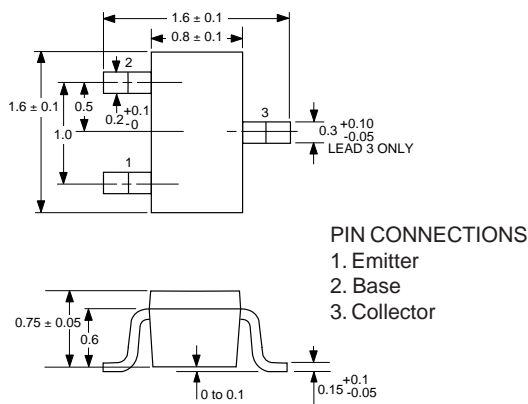 1.6 ± 0.1
0.8 ± 0.1
2
1.6 ± 0.1
0.5
1.0
0.2 +0.1 -0
3
0.3 +0.10 -0.05
LEAD 3 ONLY
1
PIN CONNECTIONS
1. Emitter
2. Base
3. Collector
0.75 ± 0.05
0.6
0 to 0.1
0.15 +0.1 -0.05